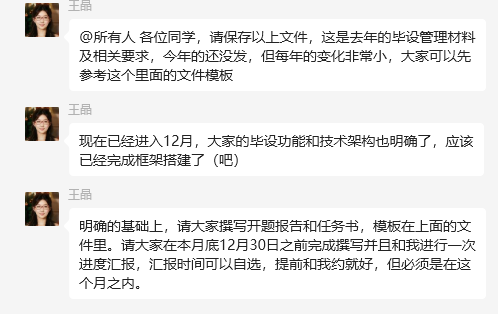 王晶
@所有人 各位同学，请保存以上文件，这是去年的毕设管理材料
及相关要求，今年的还没发，但每年的变化非常小，大家可以先
参考这个里面的文件模板
王晶
现在已经进入12月，大家的毕设功能和技术架构也明确了，应该
已经完成框架搭建了（吧）
王晶
明确的基础上，请大家撰写开题报告和任务书，模板在上面的文
件里。请大家在本月底12月30日之前完成撰写并且和我进行一次
进度汇报，汇报时间可以自选，提前和我约就好，但必须是在这
个月之内。